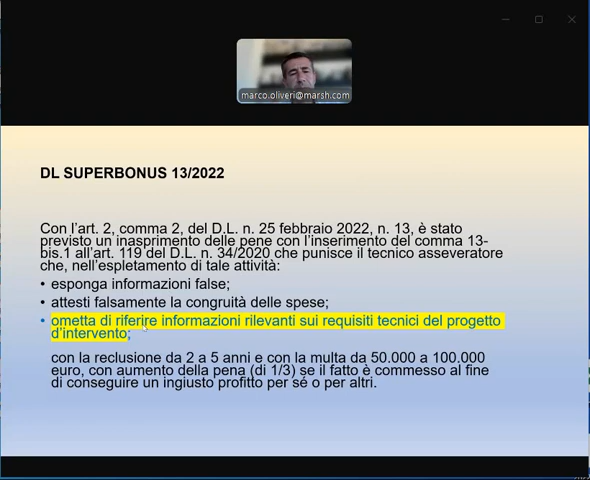 marco.oliveri@marsh.com
DL SUPERBONUS 13/2022
Con l'art. 2, comma 2, del D.L. n. 25 febbraio 2022, n. 13, è stato
previsto un inasprimento delle pene con l'inserimento del comma 13-
bis.1 all'art. 119 del D.L. n. 34/2020 che punisce il tecnico asseveratore
che, nell'espletamento di tale attività:
• esponga informazioni false;
• attesti falsamente la congruità delle spese;
• ometta di riferire informazioni rilevanti sui requisiti tecnici del progetto
d'intervento;
con la reclusione da 2 a 5 anni e con la multa da 50.000 a 100.000
euro, con aumento della pena (di 1/3) se il fatto è commesso al fine
di conseguire un ingiusto profitto per sé o per altri.